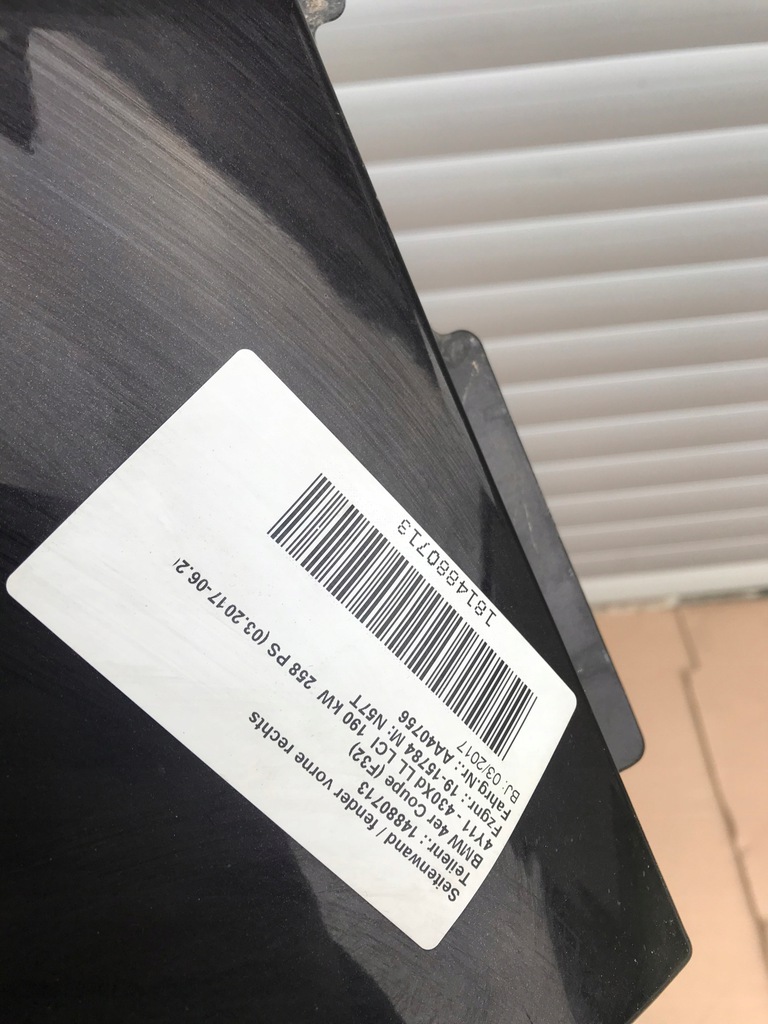 Seitenwand / fender vorne rechts
Teilenr.: 14880713
BMW 4er Coupe (F32)
4Y11 - 430Xd LL LCI 190 kW 258 PS (03.2017-06.2
Fzgnr.: 19-15784 M: N57T
Fahrg.Nr.: AA40756
BJ: 03/2017
1814880713